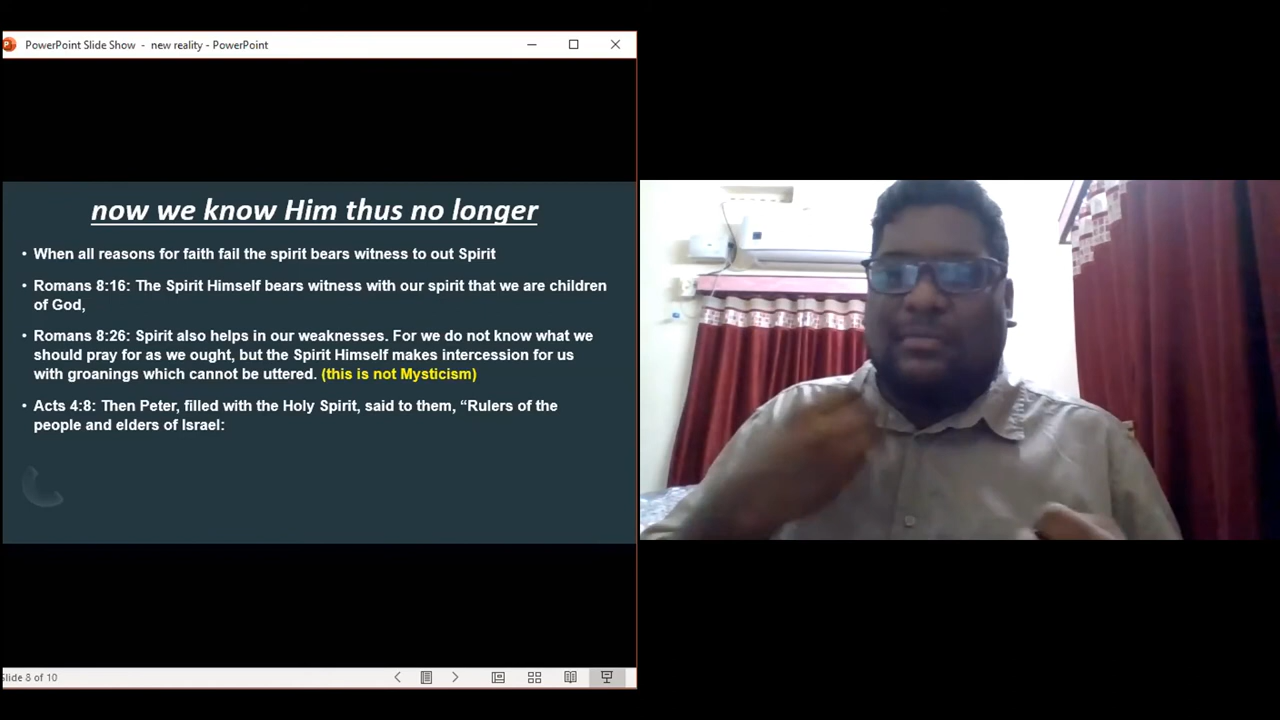 PowerPoint Slide Show - new reality - PowerPoint
now we know Him thus no longer
• When all reasons for faith fail the spirit bears witness to out Spirit
• Romans 8:16: The Spirit Himself bears witness with our spirit that we are children
of God,
• Romans 8:26: Spirit also helps in our weaknesses. For we do not know what we
should pray for as we ought, but the Spirit Himself makes intercession for us
with groanings which cannot be uttered. (this is not Mysticism)
• Acts 4:8: Then Peter, filled with the Holy Spirit, said to them, “Rulers of the
people and elders of Israel:
Slide 8 of 10